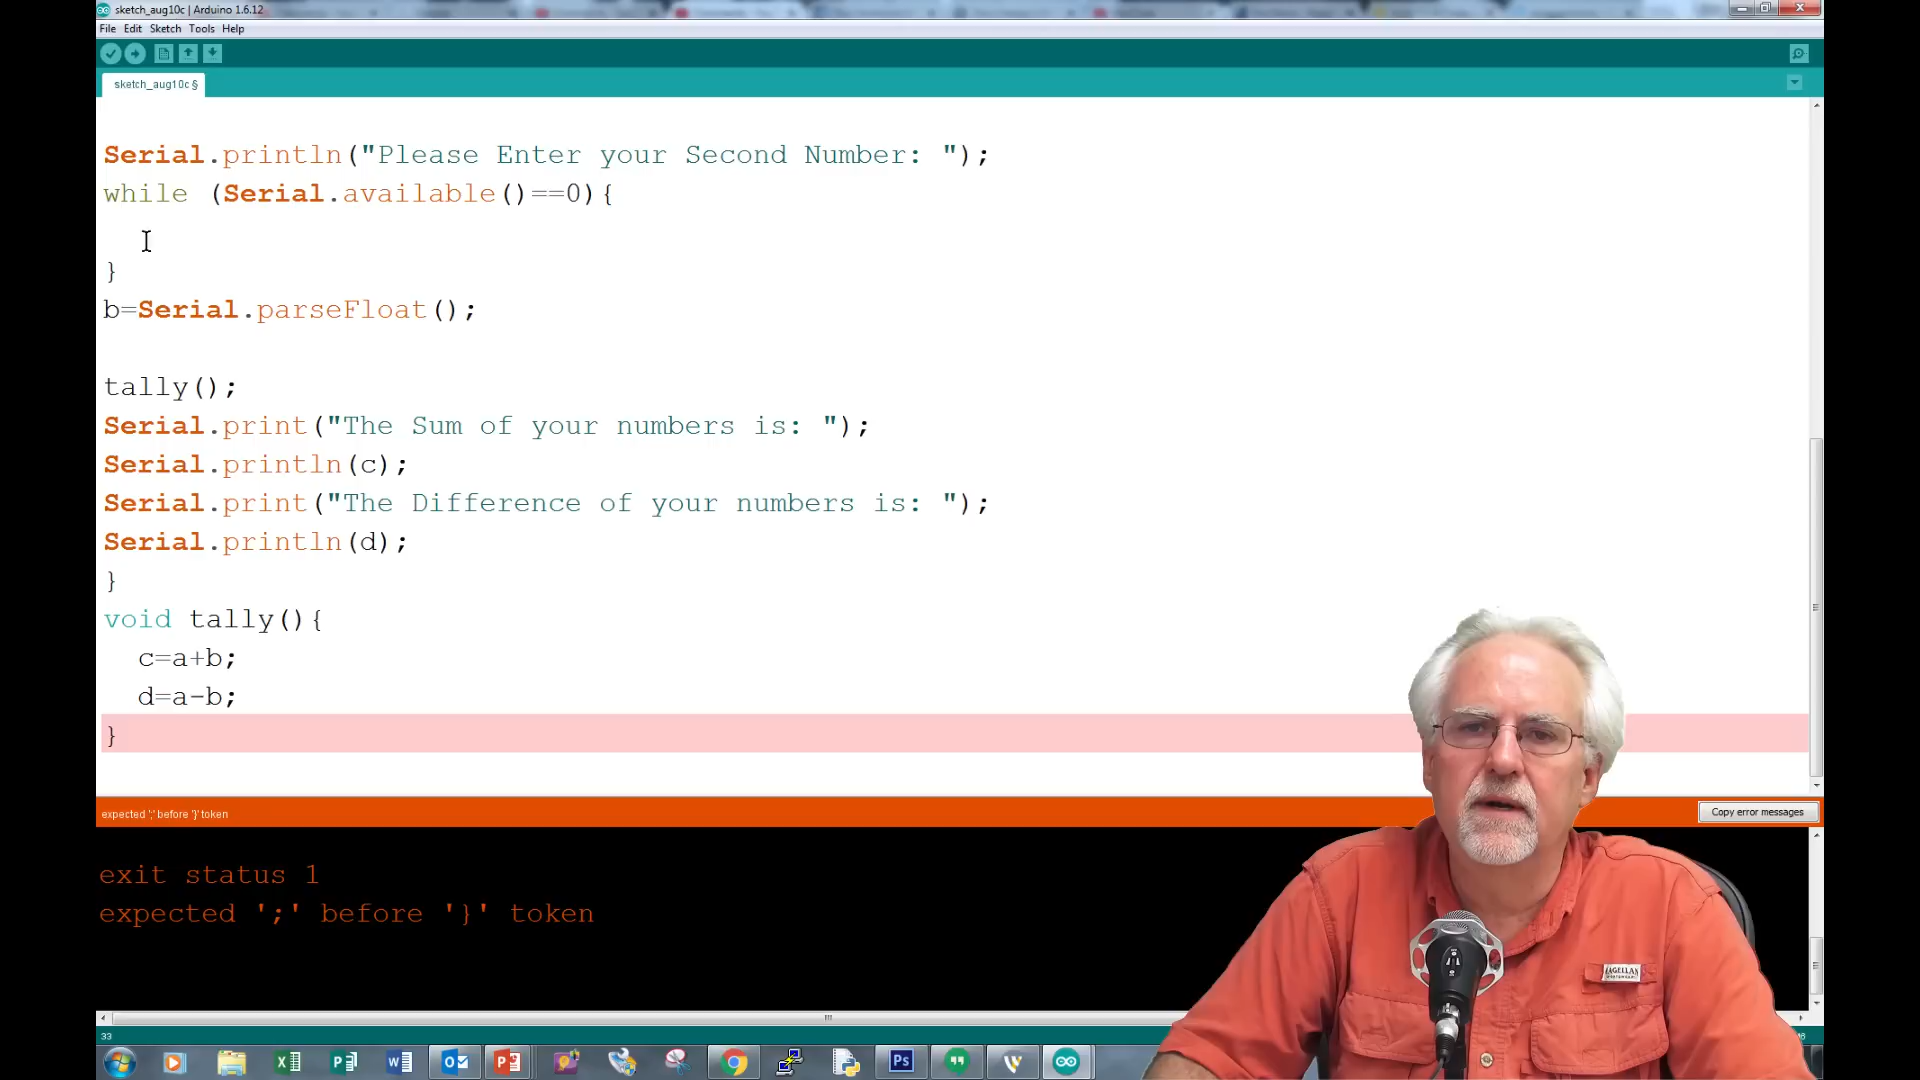 sketch_aug10c | Arduino 1.6.12
File Edit Sketch Tools Help
sketch_aug10c §
Serial.println("Please Enter your Second Number: ");
while (Serial.available()==0){
}
b=Serial.parseFloat();
tally();
Serial.print("The Sum of your numbers is: ");
Serial.println(c);
Serial.print("The Difference of your numbers is: ");
Serial.println(d);
}
void tally(){
c=a+b;
d=a-b;
}
expected ';' before '}' token
Copy error messages
exit status 1
expected ';' before '}' token
MAGELLAN
33